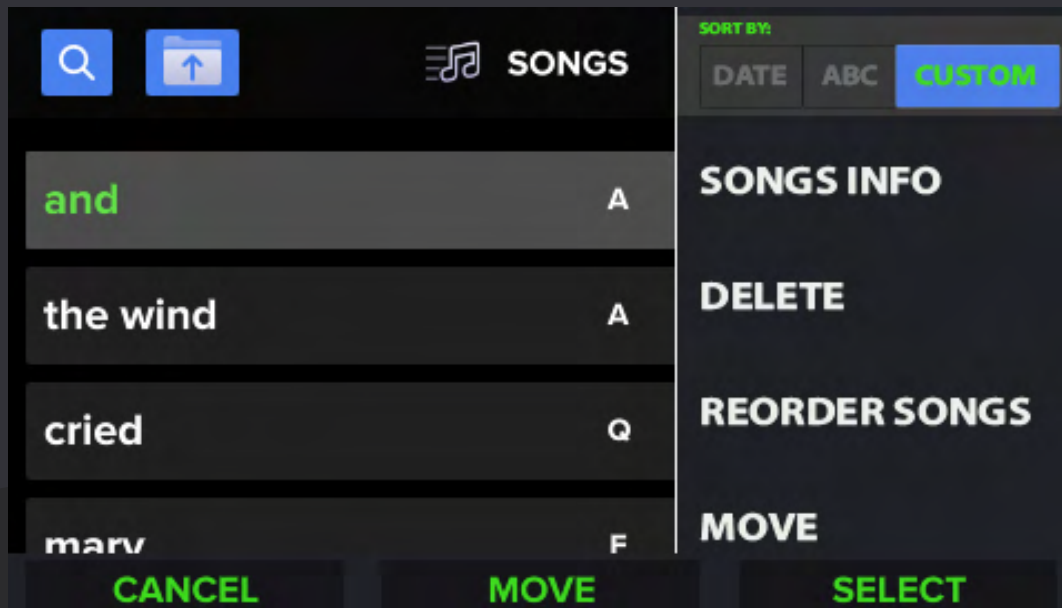 SONGS
SORT BY:
DATE ABC CUSTOM
and A
the wind A
cried Q
mary F
SONGS INFO
DELETE
REORDER SONGS
MOVE
CANCEL MOVE SELECT